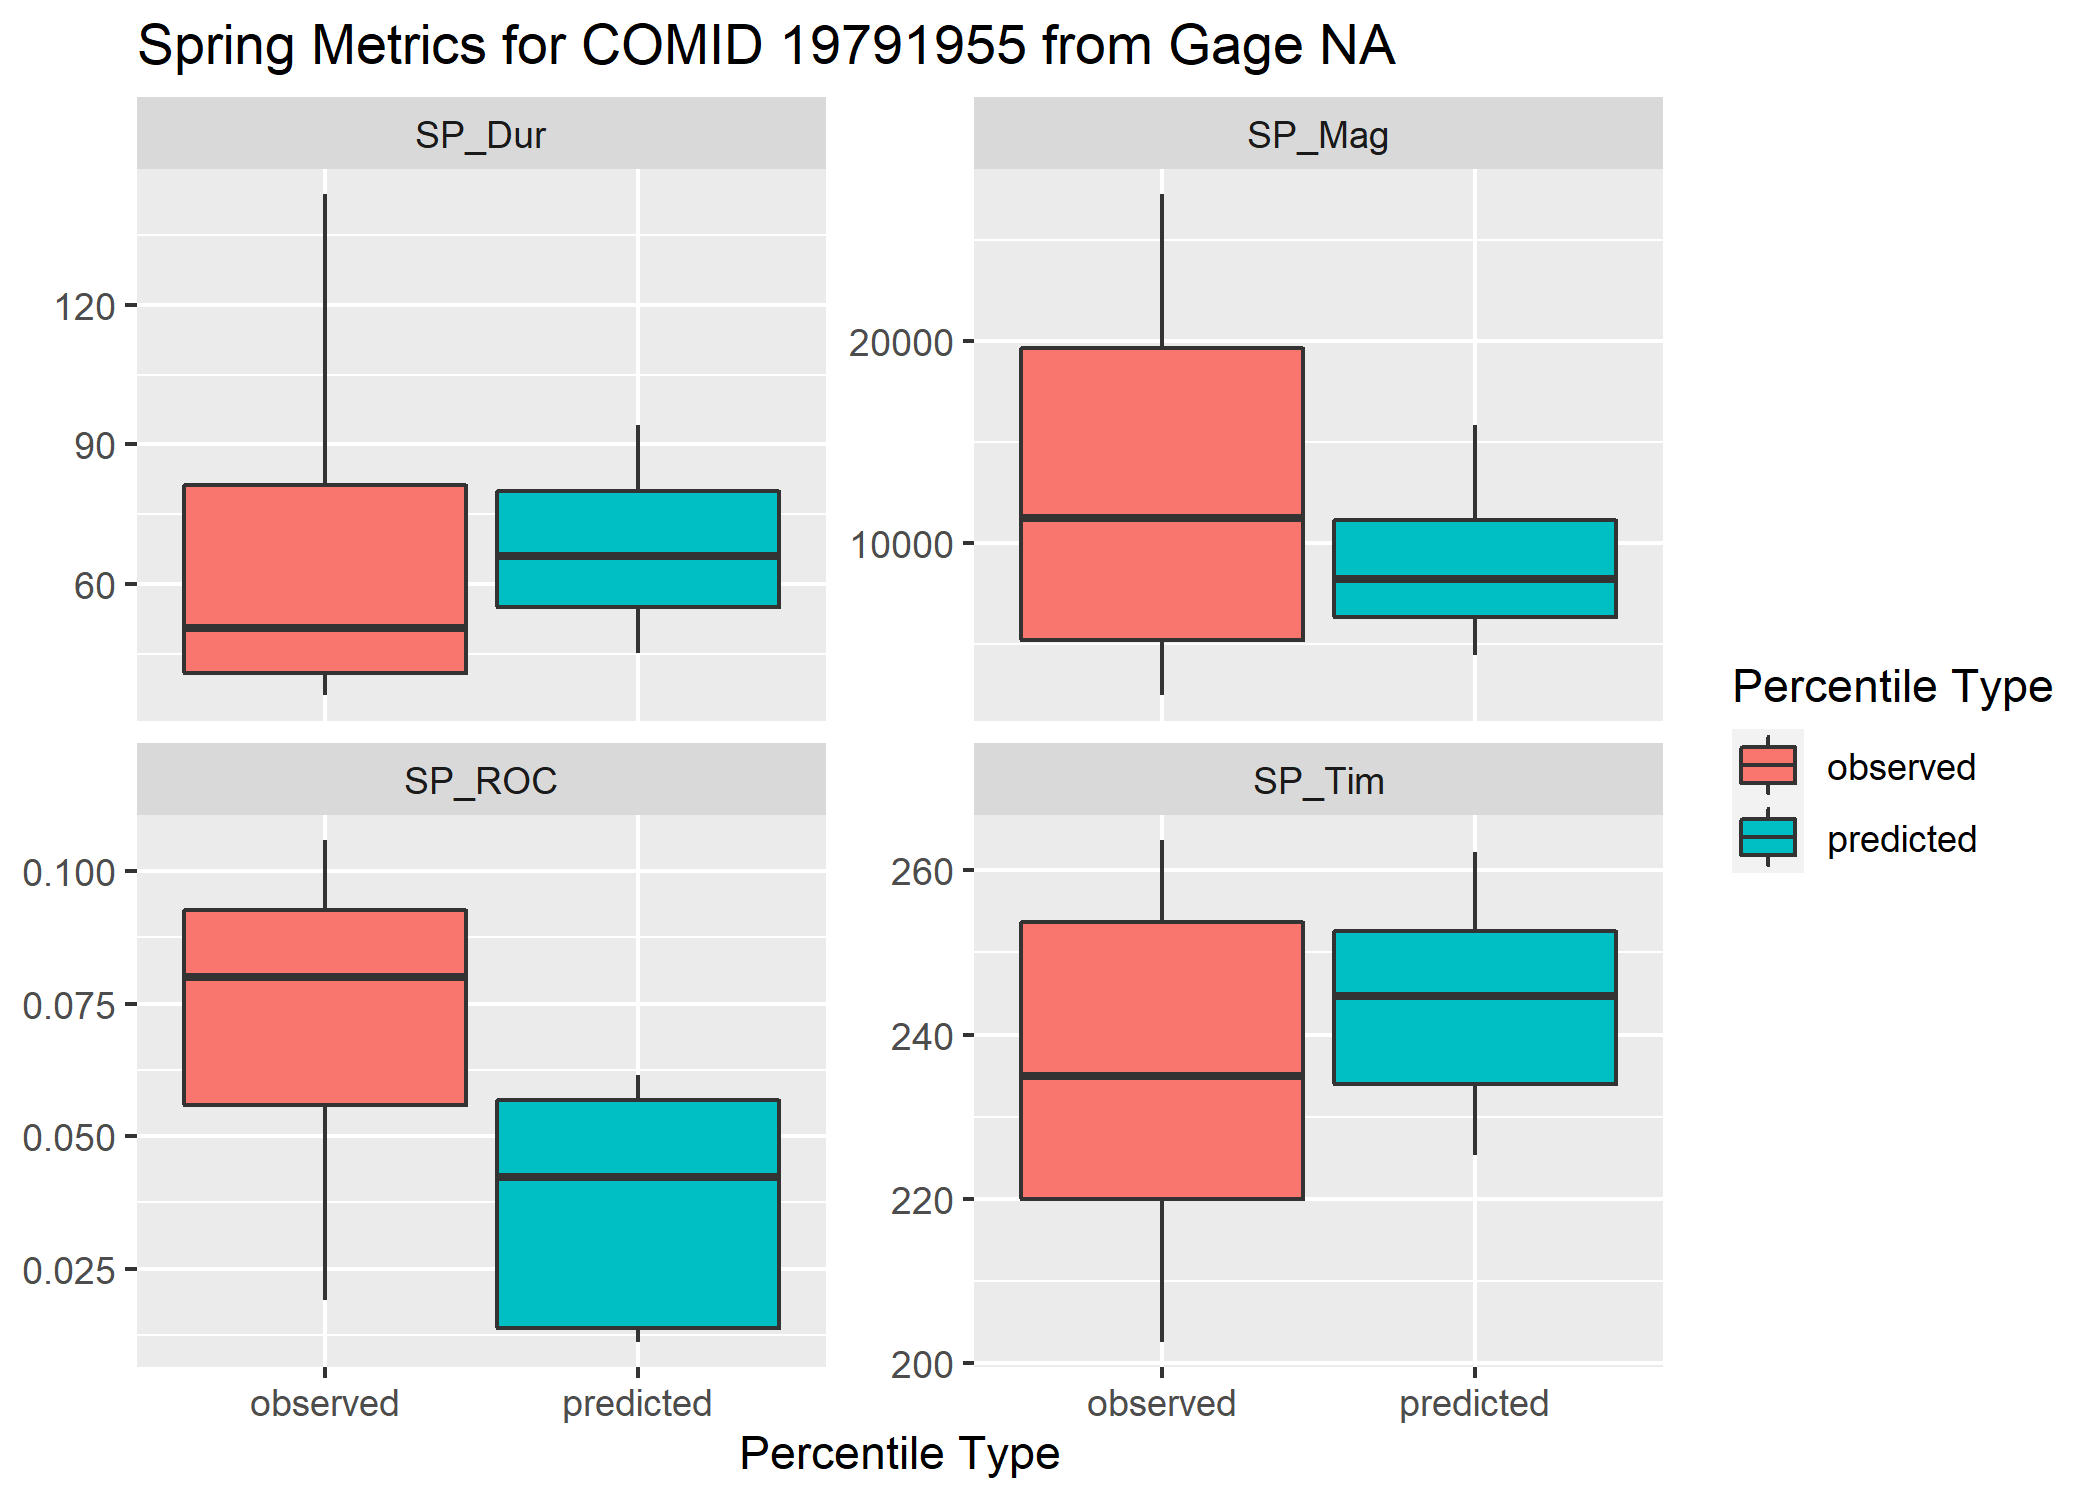 Spring Metrics for COMID 19791955 from Gage NA
SP_Dur
SP_Mag
120
90
60
20000
10000
SP_ROC
SP_Tim
0.100
0.075
0.050
0.025
260
240
220
200
observed
predicted
observed
predicted
Percentile Type
Percentile Type
observed
predicted